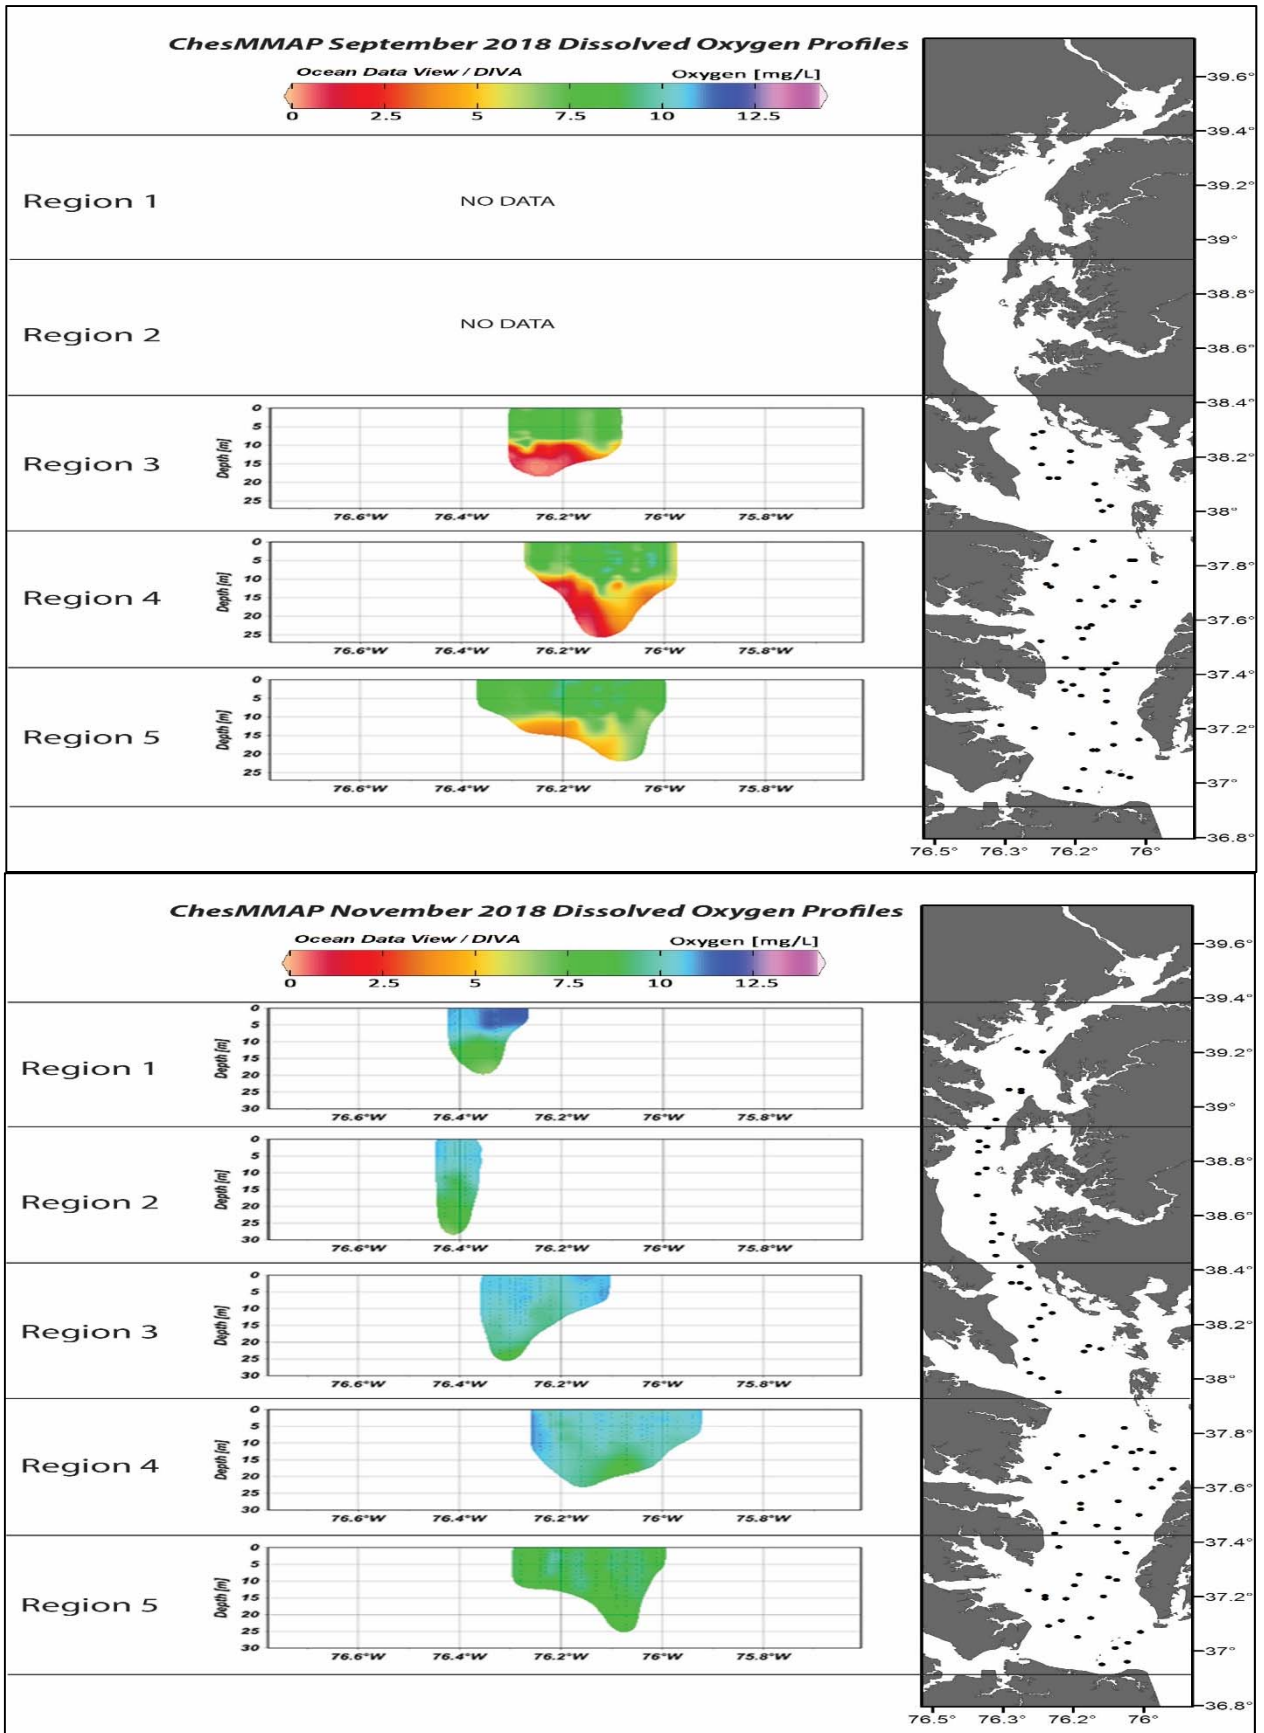 ChesMMAP September 2018 Dissolved Oxygen Profiles
Ocean Data View / DIVA Oxygen [mg/L]
0 2.5 5 7.5 10 12.5
Region 1
NO DATA
Region 2
NO DATA
Region 3
Depth [m]
0
5
10
15
20
25
76.6°W 76.4°W 76.2°W 76°W 75.8°W
Region 4
Depth [m]
0
5
10
15
20
25
76.6°W 76.4°W 76.2°W 76°W 75.8°W
Region 5
Depth [m]
0
5
10
15
20
25
76.6°W 76.4°W 76.2°W 76°W 75.8°W
39.6°
39.4°
39.2°
39°
38.8°
38.6°
38.4°
38.2°
38°
37.8°
37.6°
37.4°
37.2°
37°
36.8°
76.5° 76.3° 76.2° 76°
ChesMMAP November 2018 Dissolved Oxygen Profiles
Ocean Data View / DIVA Oxygen [mg/L]
0 2.5 5 7.5 10 12.5
Region 1
Depth [m]
0
5
10
15
20
25
30
76.6°W 76.4°W 76.2°W 76°W 75.8°W
Region 2
Depth [m]
0
5
10
15
20
25
30
76.6°W 76.4°W 76.2°W 76°W 75.8°W
Region 3
Depth [m]
0
5
10
15
20
25
30
76.6°W 76.4°W 76.2°W 76°W 75.8°W
Region 4
Depth [m]
0
5
10
15
20
25
30
76.6°W 76.4°W 76.2°W 76°W 75.8°W
Region 5
Depth [m]
0
5
10
15
20
25
30
76.6°W 76.4°W 76.2°W 76°W 75.8°W
39.6°
39.4°
39.2°
39°
38.8°
38.6°
38.4°
38.2°
38°
37.8°
37.6°
37.4°
37.2°
37°
36.8°
76.5° 76.3° 76.2° 76°